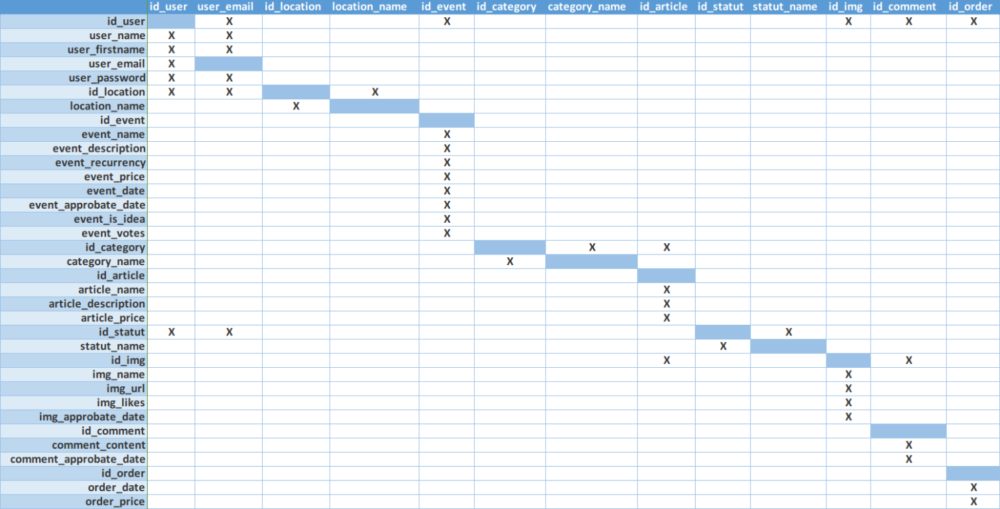 id_user user_email id_location location_name id_event id_category category_name id_article id_statut statut_name id_img id_comment id_order
id_user X X X X X
user_name X X
user_firstname X X
user_email X
user_password X X
id_location X X X
location_name X
id_event
event_name X
event_description X
event_recurrency X
event_price X
event_date X
event_approbate_date X
event_is_idea X
event_votes X
id_category X X
category_name X
id_article
article_name X
article_description X
article_price X
id_statut X X X
statut_name X
id_img X X
img_name X
img_url X
img_likes X
img_approbate_date X
id_comment
comment_content X
comment_approbate_date X
id_order
order_date X
order_price X